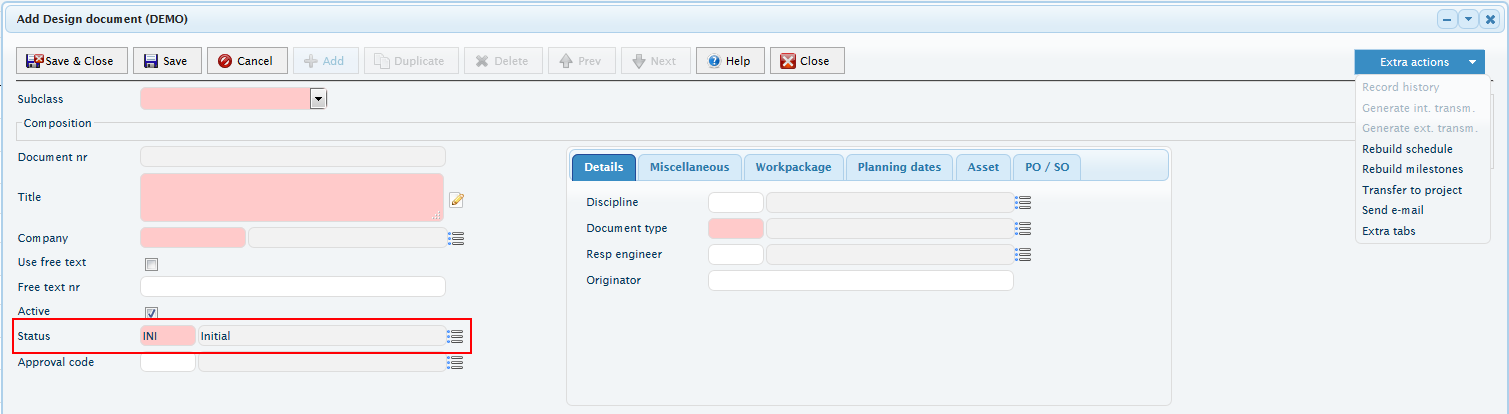 Add Design document (DEMO)
Save & Close Save Cancel Add Duplicate Delete Prev Next Help Close
Extra actions
Record history
Generate int. transm.
Generate ext. transm.
Rebuild schedule
Rebuild milestones
Transfer to project
Send e-mail
Extra tabs
Subclass
Composition
Document nr
Title
Company
Use free text
Free text nr
Active
Status INI Initial
Approval code
Details Miscellaneous Workpackage Planning dates Asset PO / SO
Discipline
Document type
Resp engineer
Originator